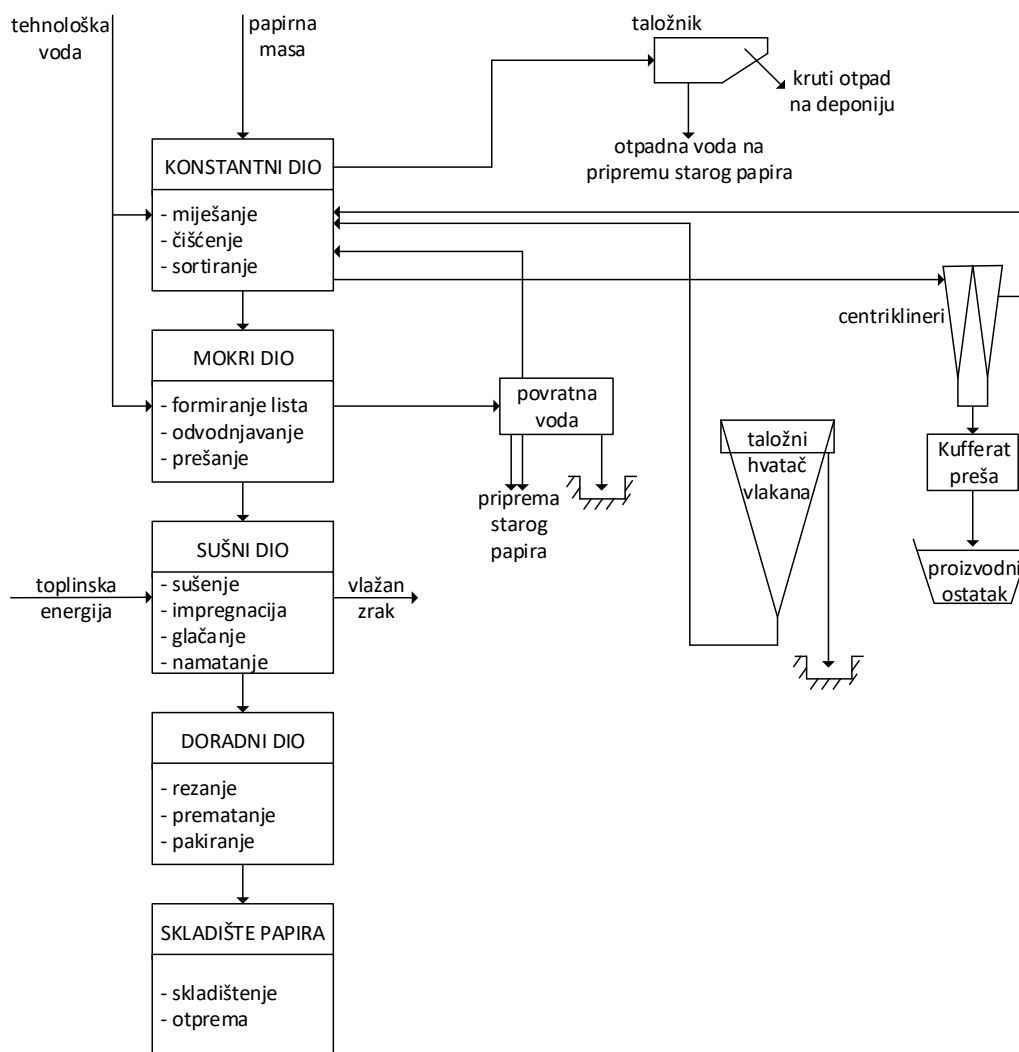 tehnološka
voda
papirna
masa
taložnik
kruti otpad
na deponiju
otpadna voda na
pripremu starog papira
KONSTANTNI DIO
- miješanje
- čišćenje
- sortiranje
centriklineri
MOKRI DIO
- formiranje lista
- odvodnjavanje
- prešanje
povratna
voda
taložni
hvatač
vlakana
Kufferat
preša
priprema
starog
papira
SUŠNI DIO
- sušenje
- impregnacija
- glačanje
- namatanje
toplinska
energija
vlažan
zrak
proizvodni
ostatak
DORADNI DIO
- rezanje
- prematanje
- pakiranje
SKLADIŠTE PAPIRA
- skladištenje
- otprema